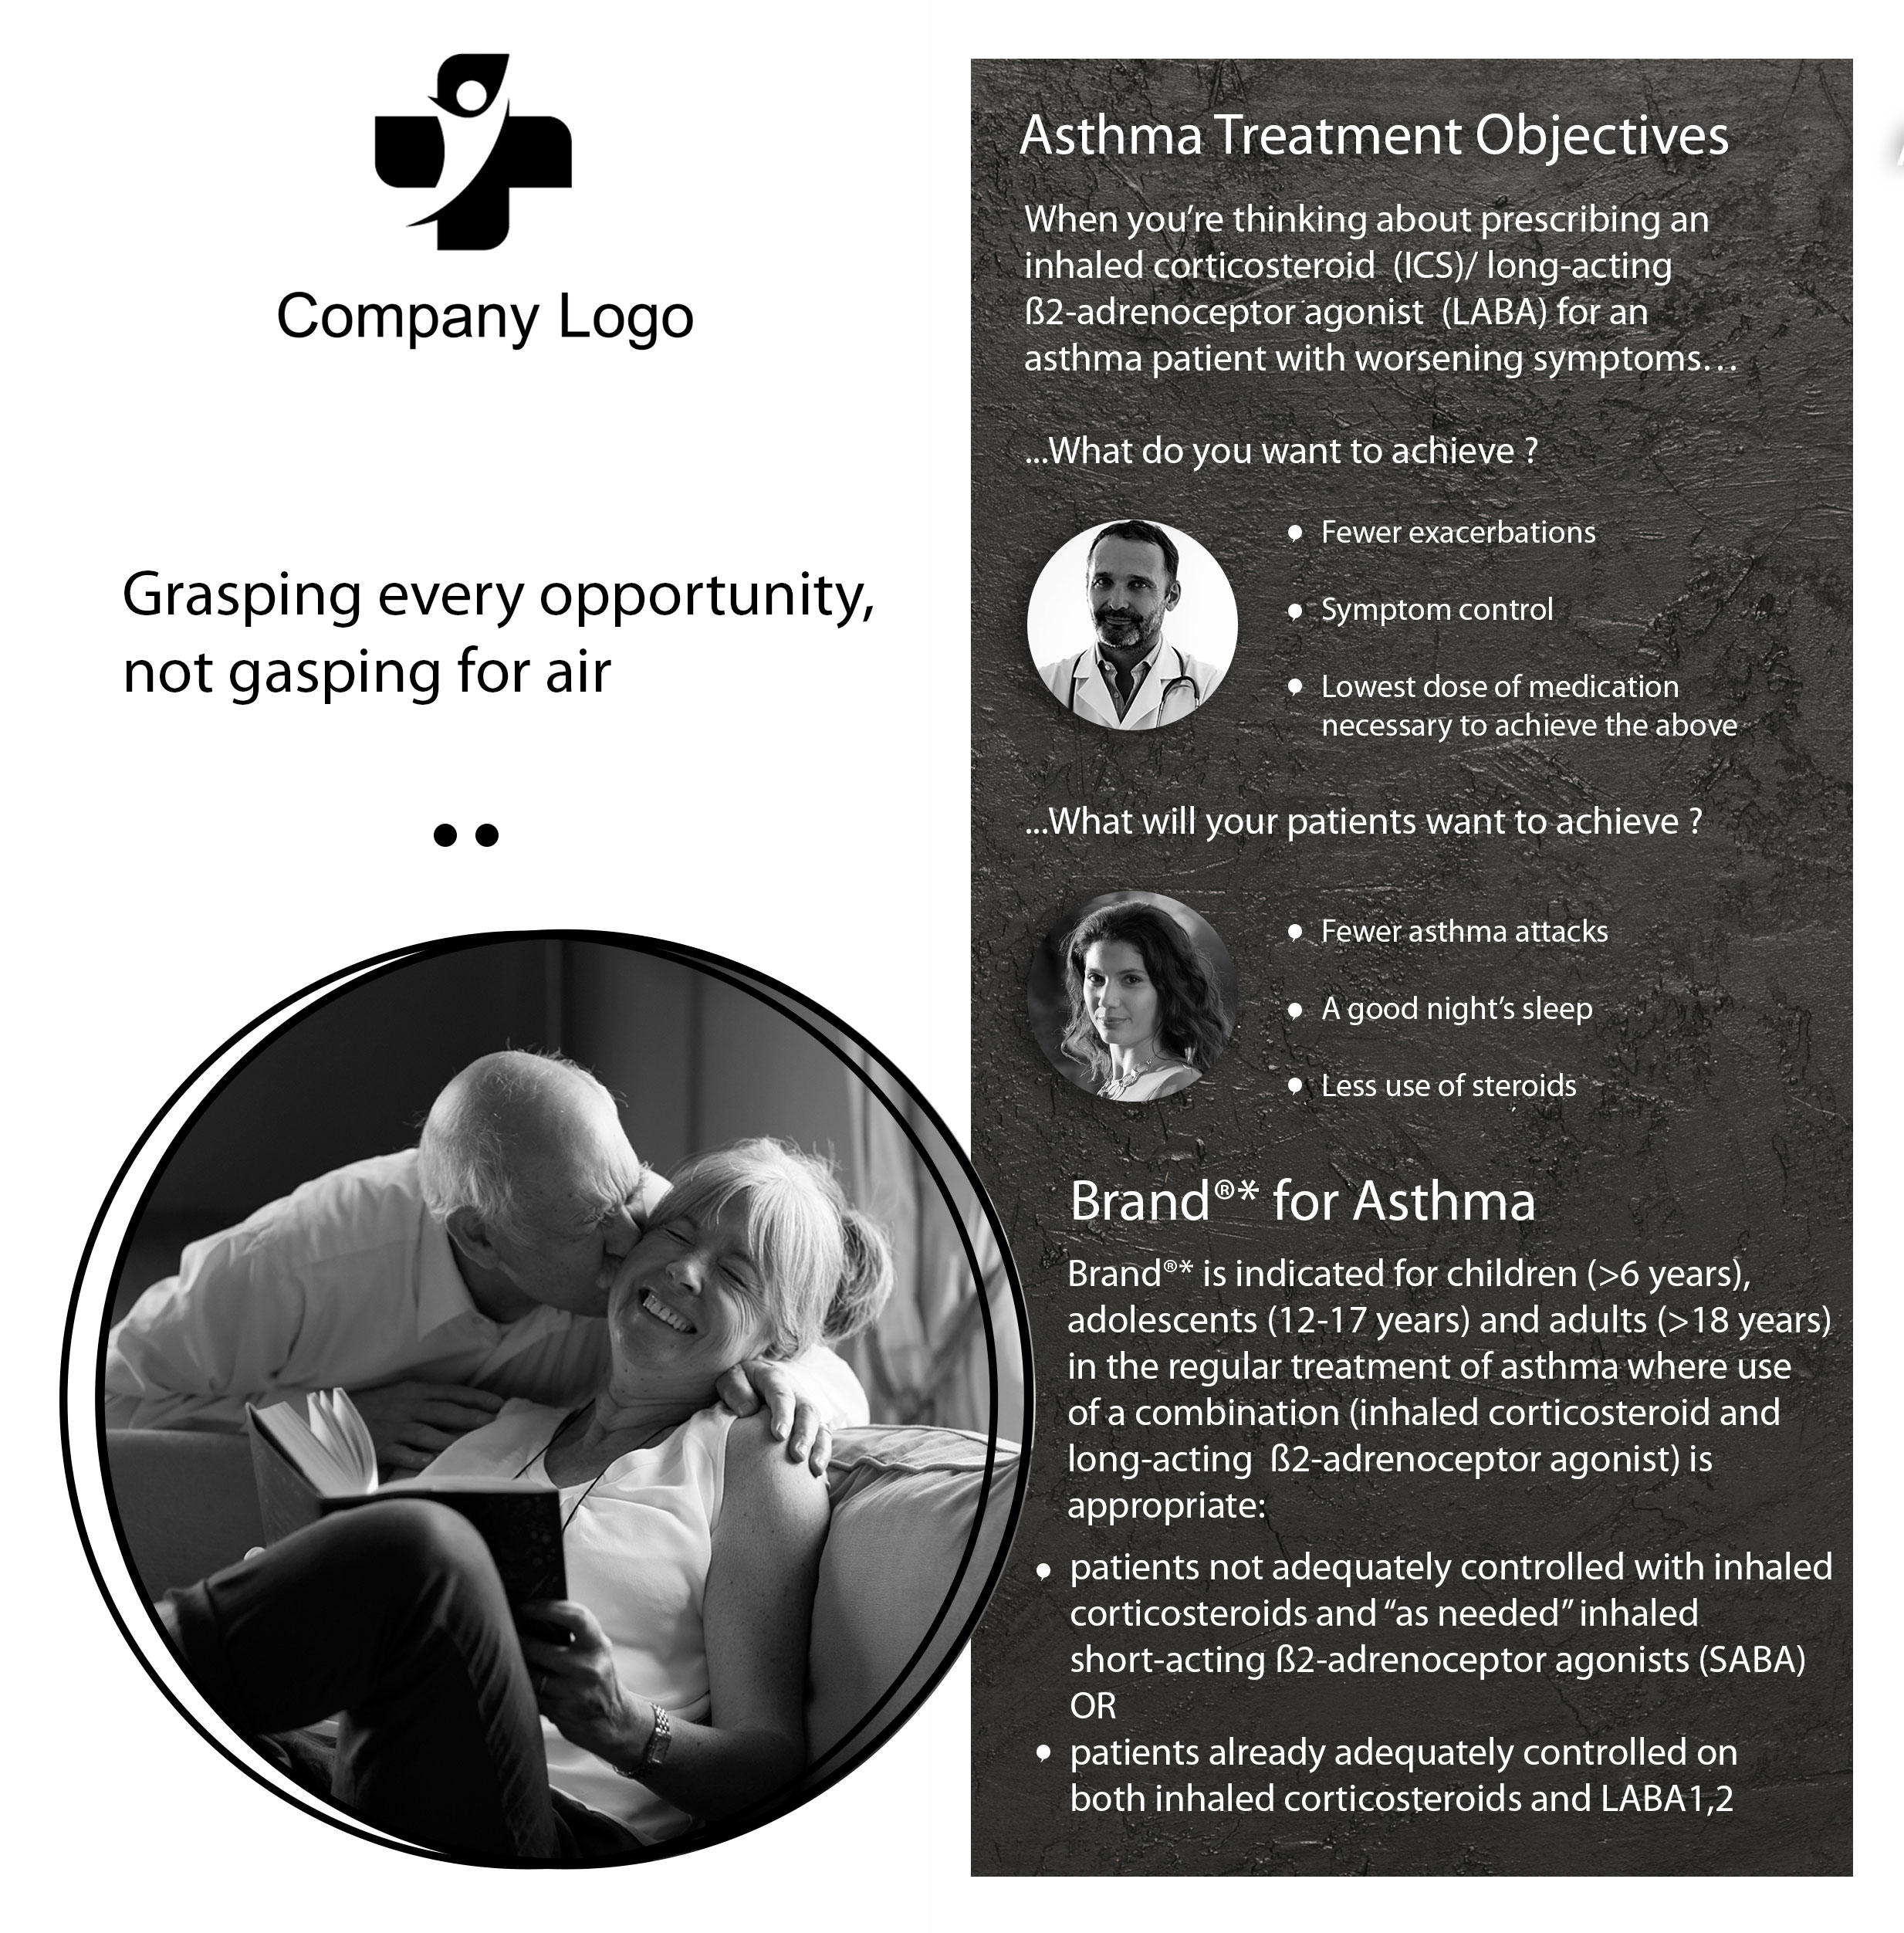 Company Logo
Grasping every opportunity,
not gasping for air
Asthma Treatment Objectives
When you’re thinking about prescribing an
inhaled corticosteroid (ICS)/ long-acting
ß2-adrenoceptor agonist (LABA) for an
asthma patient with worsening symptoms…
...What do you want to achieve ?
Fewer exacerbations
Symptom control
Lowest dose of medication
necessary to achieve the above
...What will your patients want to achieve ?
Fewer asthma attacks
A good night’s sleep
Less use of steroids
Brand®* for Asthma
Brand®* is indicated for children (>6 years),
adolescents (12-17 years) and adults (>18 years)
in the regular treatment of asthma where use
of a combination (inhaled corticosteroid and
long-acting ß2-adrenoceptor agonist) is
appropriate:
patients not adequately controlled with inhaled
corticosteroids and “as needed” inhaled
short-acting ß2-adrenoceptor agonists (SABA)
OR
patients already adequately controlled on
both inhaled corticosteroids and LABA1,2